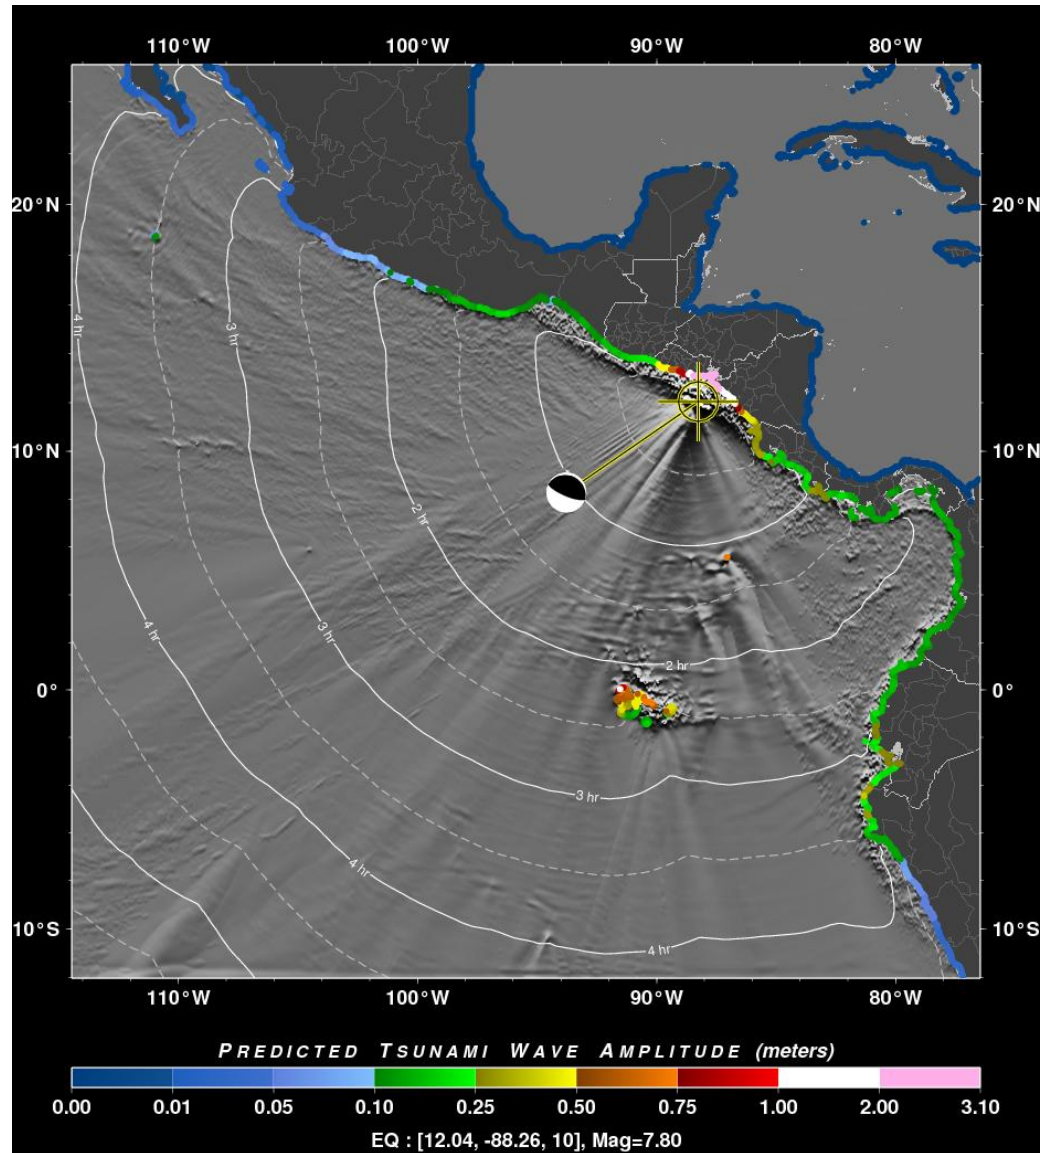 110°W 100°W 90°W 80°W
20°N 20°N
4 hr
3 hr
2 hr
10°N 10°N
4 hr
3 hr
2 hr
0° 0°
3 hr
4 hr
10°S 10°S
4 hr
110°W 100°W 90°W 80°W
PREDICTED TSUNAMI WAVE AMPLITUDE (meters)
0.00 0.01 0.05 0.10 0.25 0.50 0.75 1.00 2.00 3.10
EQ : [12.04, -88.26, 10], Mag=7.80